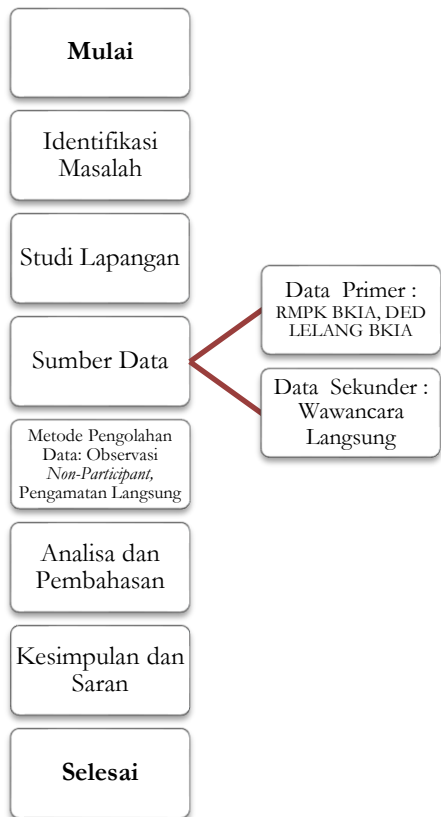 Mulai
Identifikasi
Masalah
Studi Lapangan
Sumber Data
Data Primer :
RMPK BKIA, DED
LELANG BKIA
Data Sekunder :
Wawancara
Langsung
Metode Pengolahan
Data: Observasi
Non-Participant,
Pengamatan Langsung
Analisa dan
Pembahasan
Kesimpulan dan
Saran
Selesai